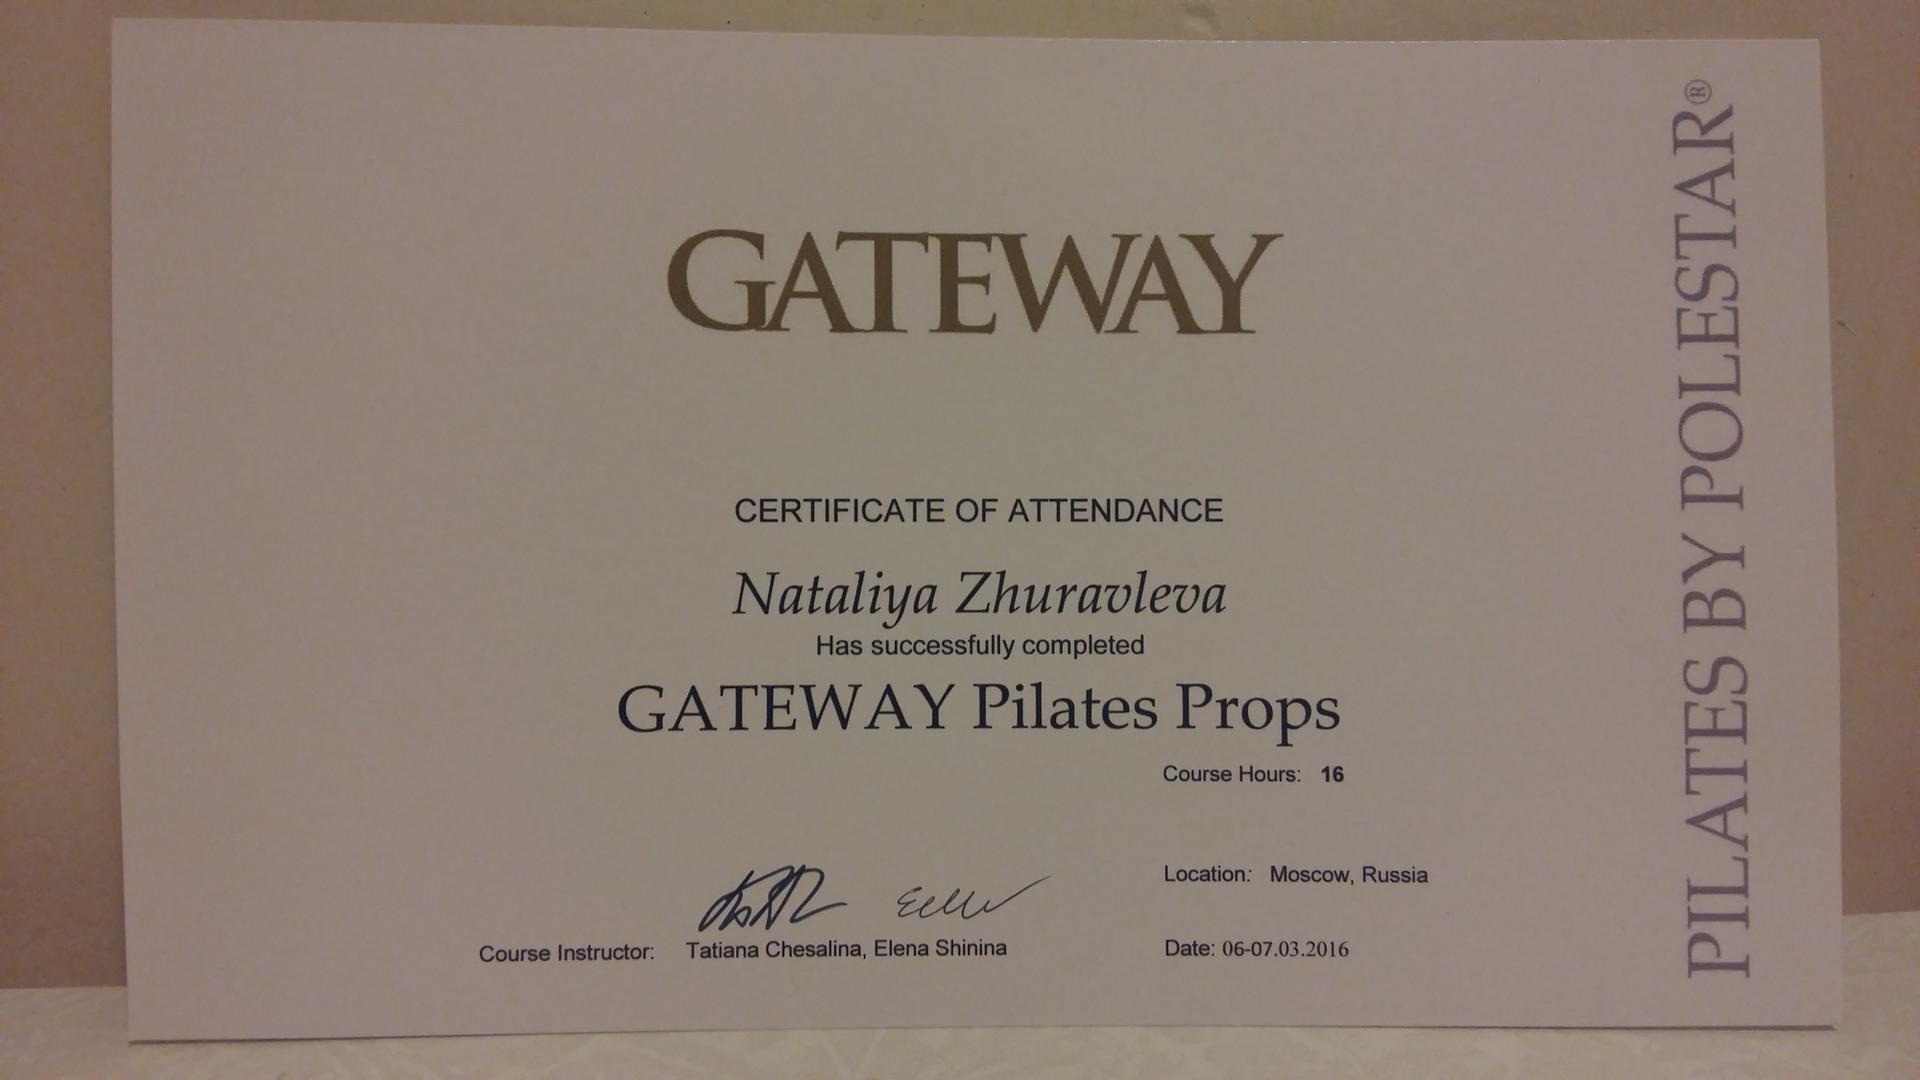 GATEWAY
CERTIFICATE OF ATTENDANCE
Nataliya Zhuravleva
Has successfully completed
GATEWAY Pilates Props
Course Hours: 16
Location: Moscow, Russia
Course Instructor: Tatiana Chesalina, Elena Shinina
Date: 06-07.03.2016
PILATES BY POLESTAR®